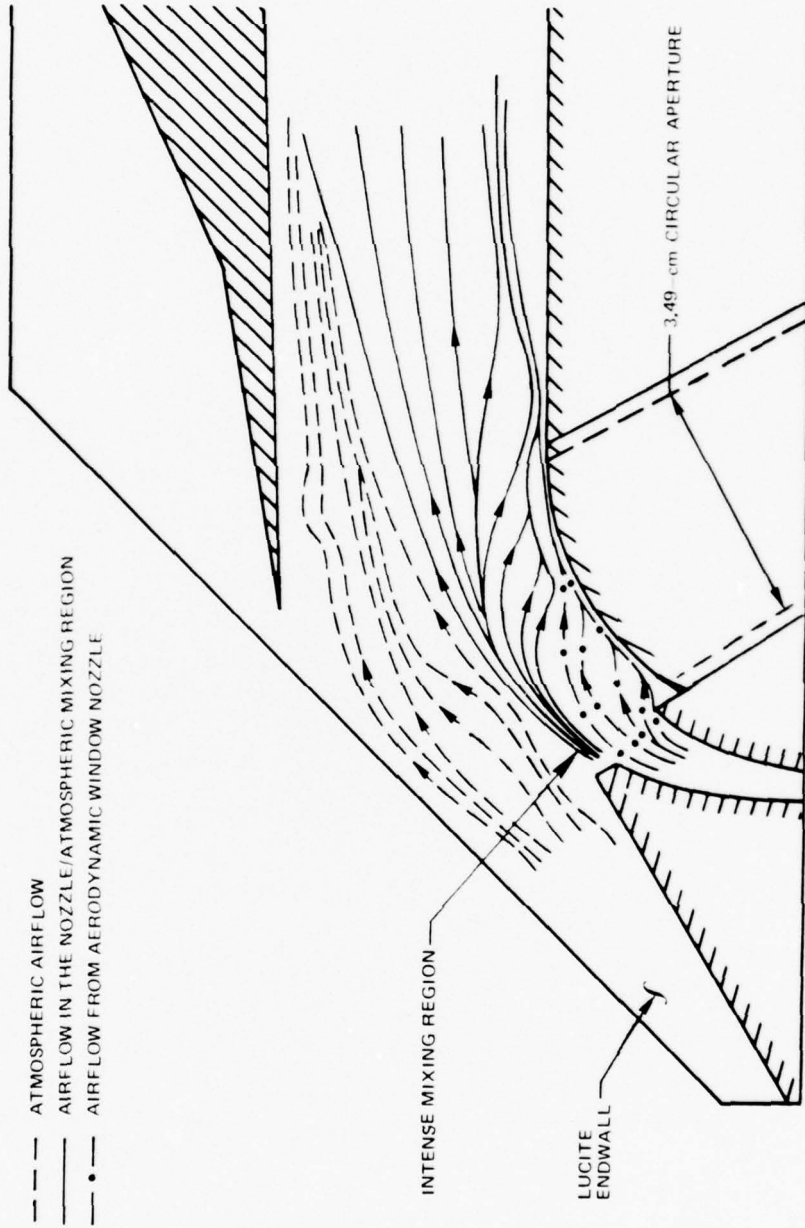 ATMOSPHERIC AIRFLOW
AIRFLOW IN THE NOZZLE/ATMOSPHERIC MIXING REGION
AIRFLOW FROM AERODYNAMIC WINDOW NOZZLE
INTENSE MIXING REGION
LUCITE
ENDWALL
3.49-cm CIRCULAR APERTURE